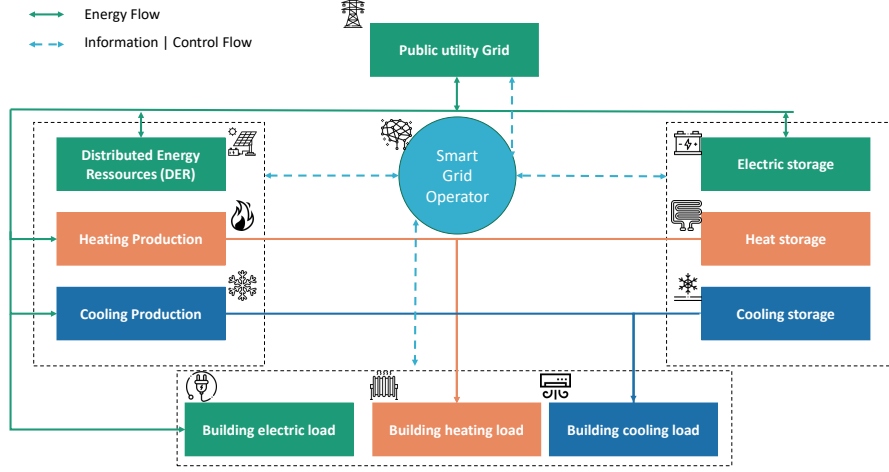 Energy Flow
Information | Control Flow
Public utility Grid
Distributed Energy
Ressources (DER)
Smart
Grid
Operator
Electric storage
Heating Production
Heat storage
Cooling Production
Cooling storage
Building electric load
Building heating load
Building cooling load